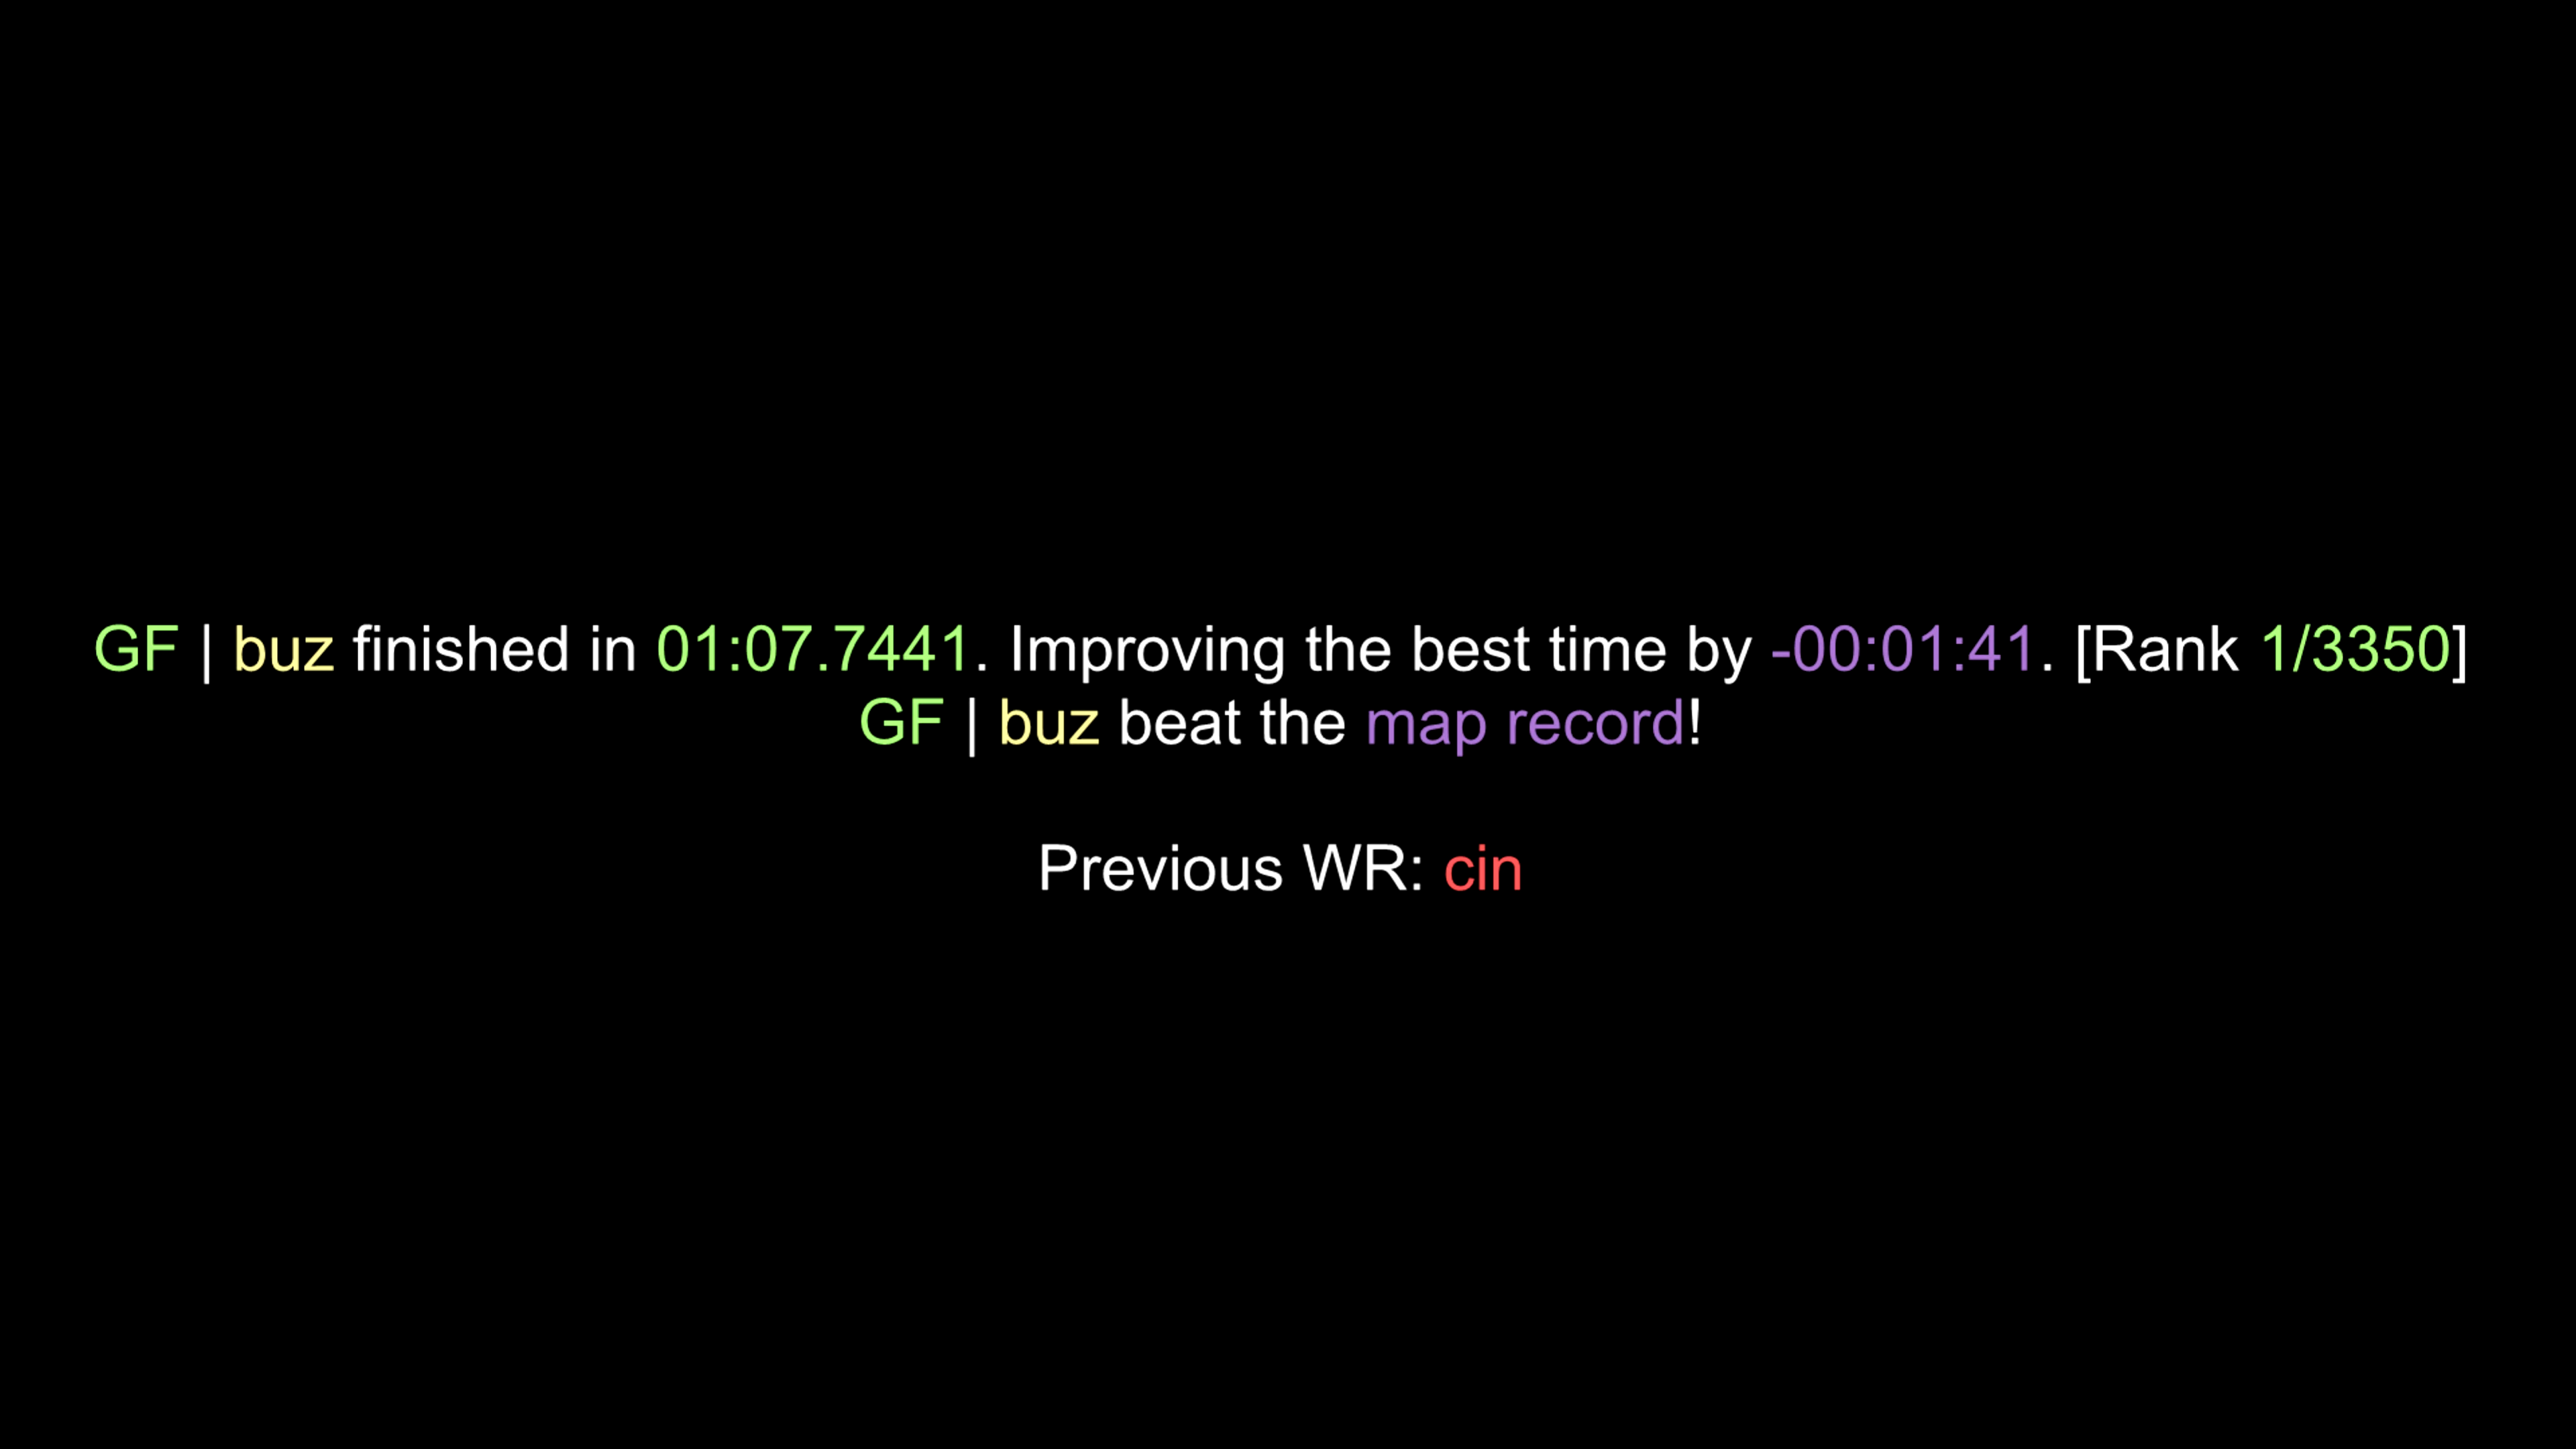 GF | buz finished in 01:07.7441. Improving the best time by -00:01:41. [Rank 1/3350]
GF | buz beat the map record!
Previous WR: cin